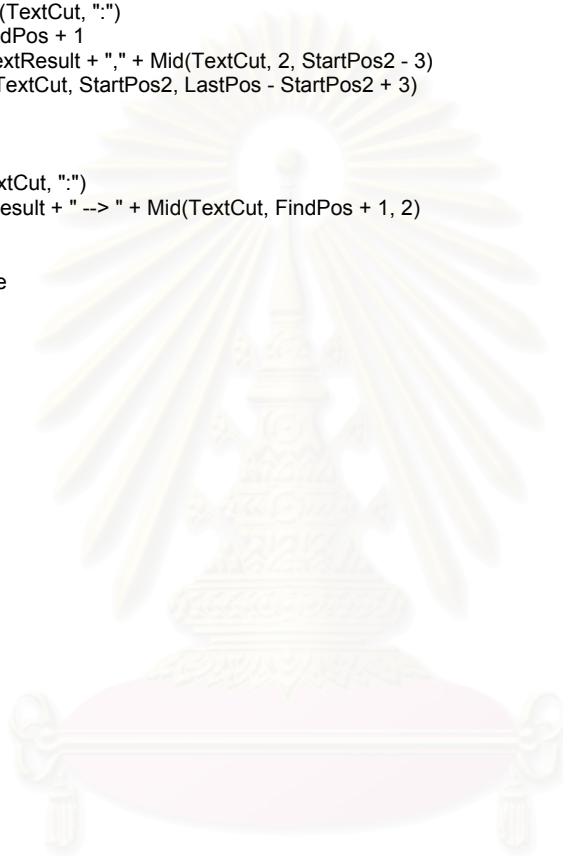 (TextCut, ":")
dPos + 1
extResult + "," + Mid(TextCut, 2, StartPos2 - 3)
TextCut, StartPos2, LastPos - StartPos2 + 3)
xtCut, ":")
esult + " --> " + Mid(TextCut, FindPos + 1, 2)
e